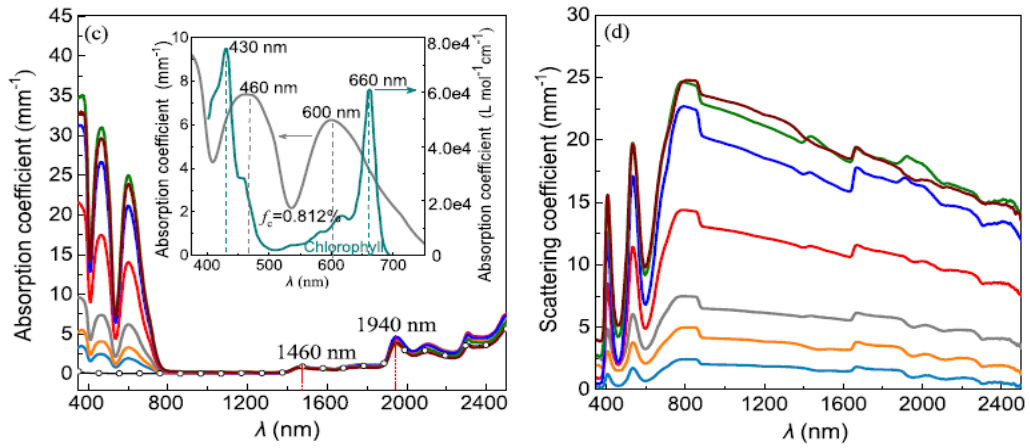 (c)
Absorption coefficient (mm⁻¹)
45
40
35
30
25
20
15
10
5
0
400
800
1200
1600
2000
2400
λ (nm)
1460 nm
1940 nm
Absorption coefficient (mm⁻¹)
10
8
6
4
2
0
400
500
600
700
λ (nm)
430 nm
460 nm
600 nm
660 nm
f_c=0.812%
Chlorophyll
8.0e4
6.0e4
4.0e4
2.0e4
0
Absorption coefficient (L mol⁻¹cm⁻¹)
(d)
Scattering coefficient (mm⁻¹)
30
25
20
15
10
5
0
400
800
1200
1600
2000
2400
λ (nm)